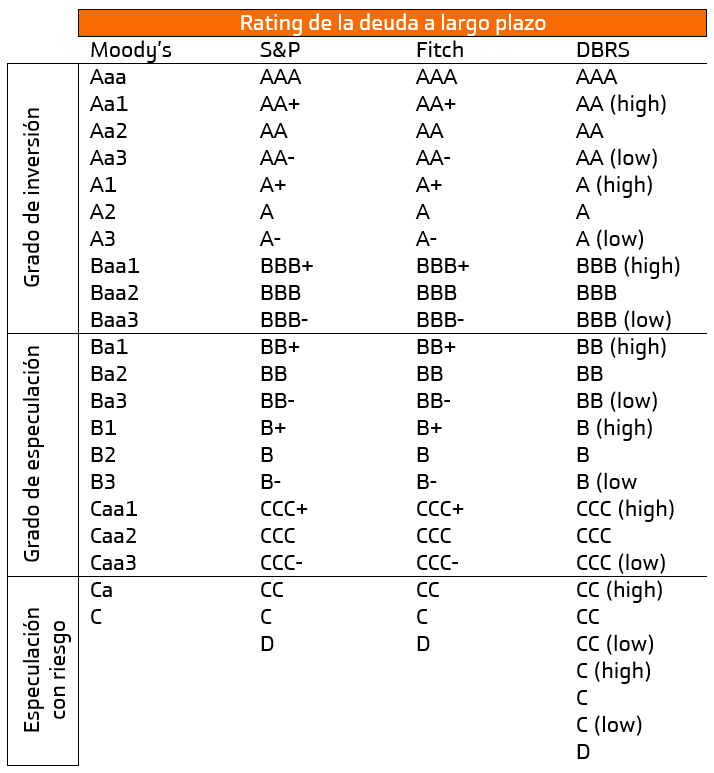 Rating de la deuda a largo plazo
Moody's S&P Fitch DBRS
Grado de inversión
Aaa AAA AAA AAA
Aa1 AA+ AA+ AA (high)
Aa2 AA AA AA
Aa3 AA- AA- AA (low)
A1 A+ A+ A (high)
A2 A A A
A3 A- A- A (low)
Baa1 BBB+ BBB+ BBB (high)
Baa2 BBB BBB BBB
Baa3 BBB- BBB- BBB (low)
Grado de especulación
Ba1 BB+ BB+ BB (high)
Ba2 BB BB BB
Ba3 BB- BB- BB (low)
B1 B+ B+ B (high)
B2 B B B
B3 B- B- B (low
Caa1 CCC+ CCC+ CCC (high)
Caa2 CCC CCC CCC
Caa3 CCC- CCC- CCC (low)
Especulación
con riesgo
Ca CC CC CC (high)
C C C CC
D D CC (low)
C (high)
C
C (low)
D